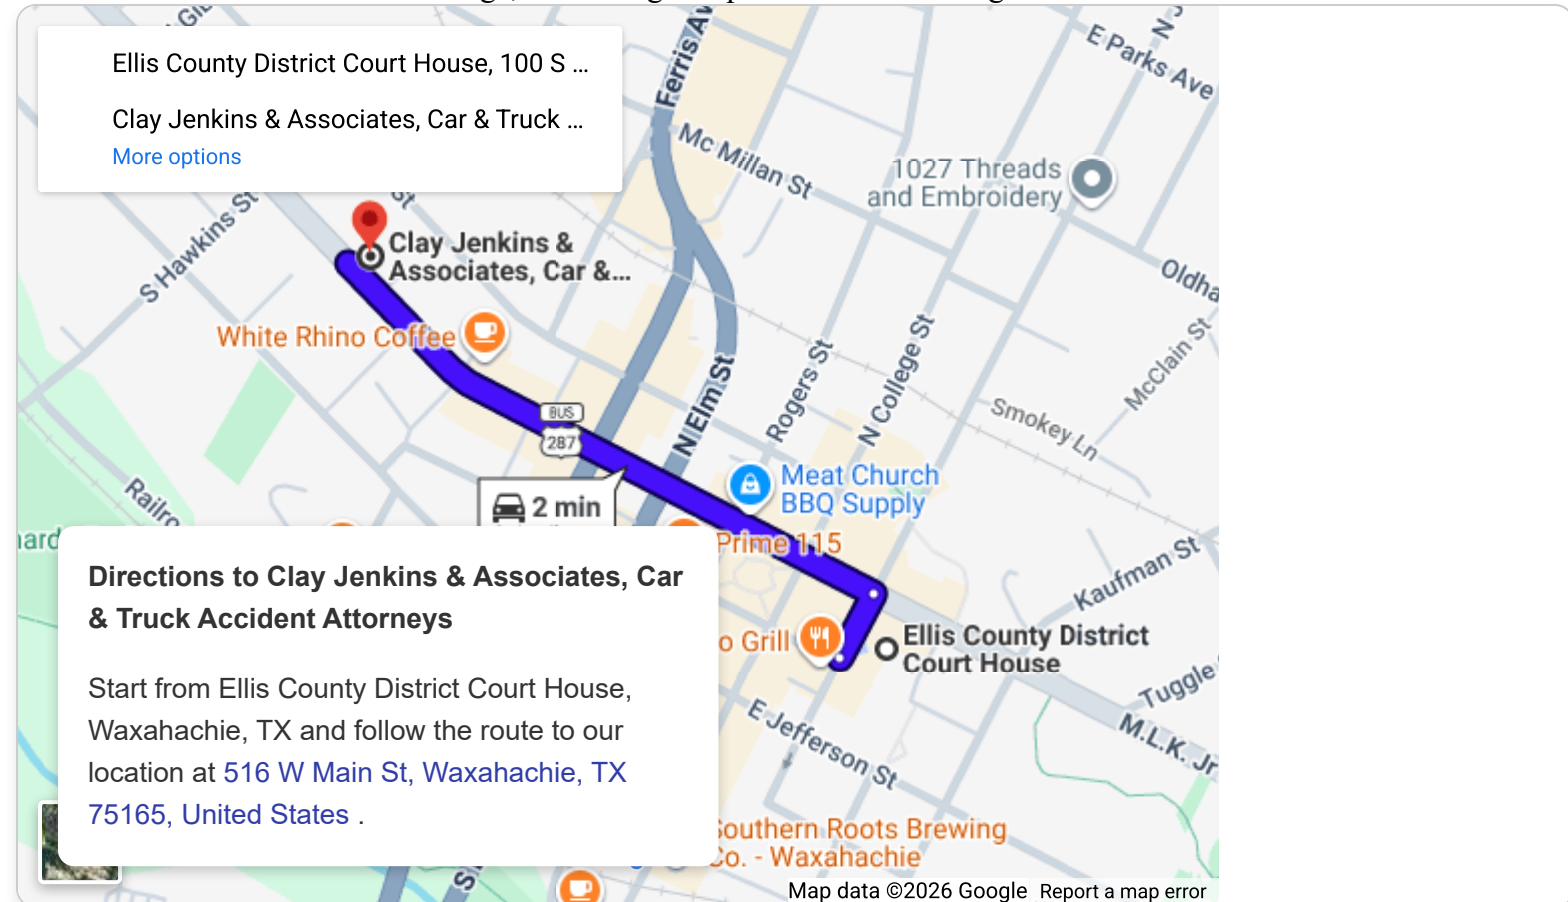 Ellis County District Court House, 100 S ...
Clay Jenkins & Associates, Car & Truck ...
More options
Ferris Av
E Parks Ave
N J
Mc Millan St
1027 Threads
and Embroidery
St
S Hawkins St
Clay Jenkins &
Associates, Car &...
Oldha
White Rhino Coffee
McClain St
N College St
Rogers St
N Elm St
Smokey Ln
BUS
287
Meat Church
BBQ Supply
2 min
Railro
Prime 115
Kaufman St
Directions to Clay Jenkins & Associates, Car
& Truck Accident Attorneys
o Grill
Ellis County District
Court House
Tuggle
Start from Ellis County District Court House,
Waxahachie, TX and follow the route to our
location at 516 W Main St, Waxahachie, TX
75165, United States .
E Jefferson St
M.L.K. Jr
Southern Roots Brewing
Co. - Waxahachie
Map data ©2026 Google
Report a map error